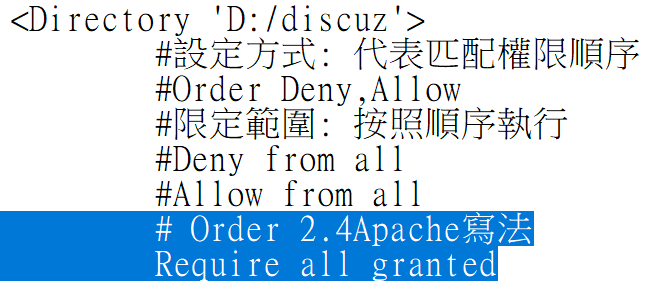 <Directory 'D:/discuz'>
#設定方式: 代表匹配權限順序
#Order Deny,Allow
#限定範圍: 按照順序執行
#Deny from all
#Allow from all
# Order 2.4Apache寫法
Require all granted